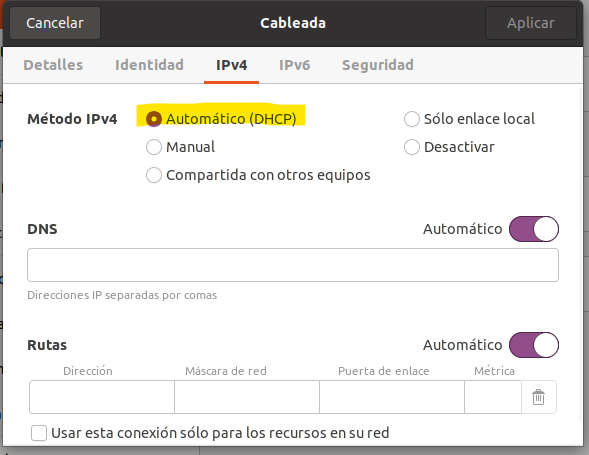 Cancelar Cableada Aplicar
Detalles Identidad IPv4 IPv6 Seguridad
Método IPv4 Automático (DHCP) Sólo enlace local
Manual Desactivar
Compartida con otros equipos
DNS Automático
Direcciones IP separadas por comas
Rutas Automático
Dirección Máscara de red Puerta de enlace Métrica
Usar esta conexión sólo para los recursos en su red